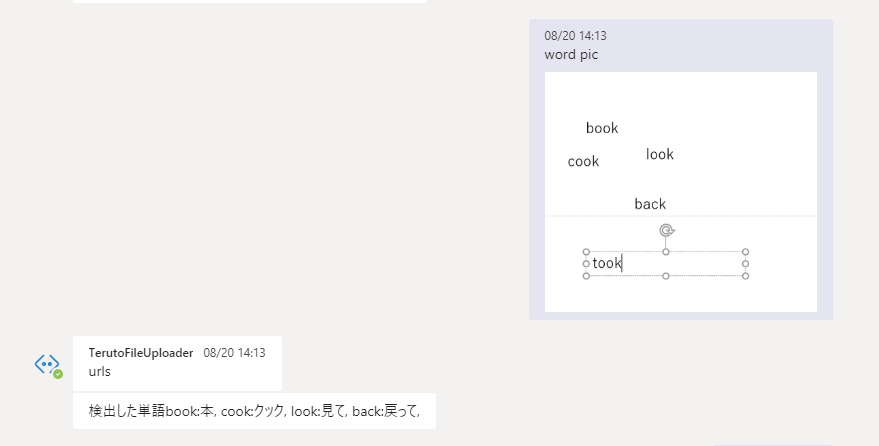 08/20 14:13
word pic
book
look
cook
back
took
TerutoFileUploader 08/20 14:13
urls
検出した単語book:本, cook:クック, look:見て, back:戻って,